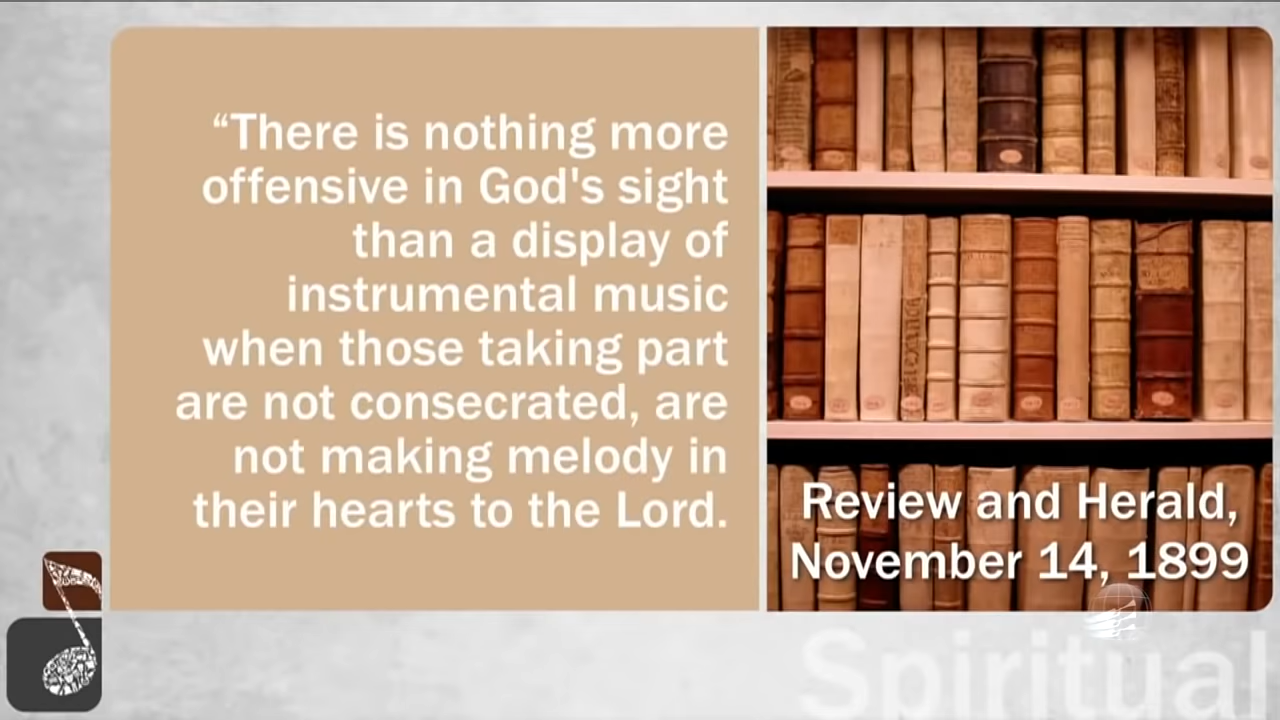 “There is nothing more
offensive in God's sight
than a display of
instrumental music
when those taking part
are not consecrated, are
not making melody in
their hearts to the Lord.
Review and Herald,
November 14, 1899
Spiritual